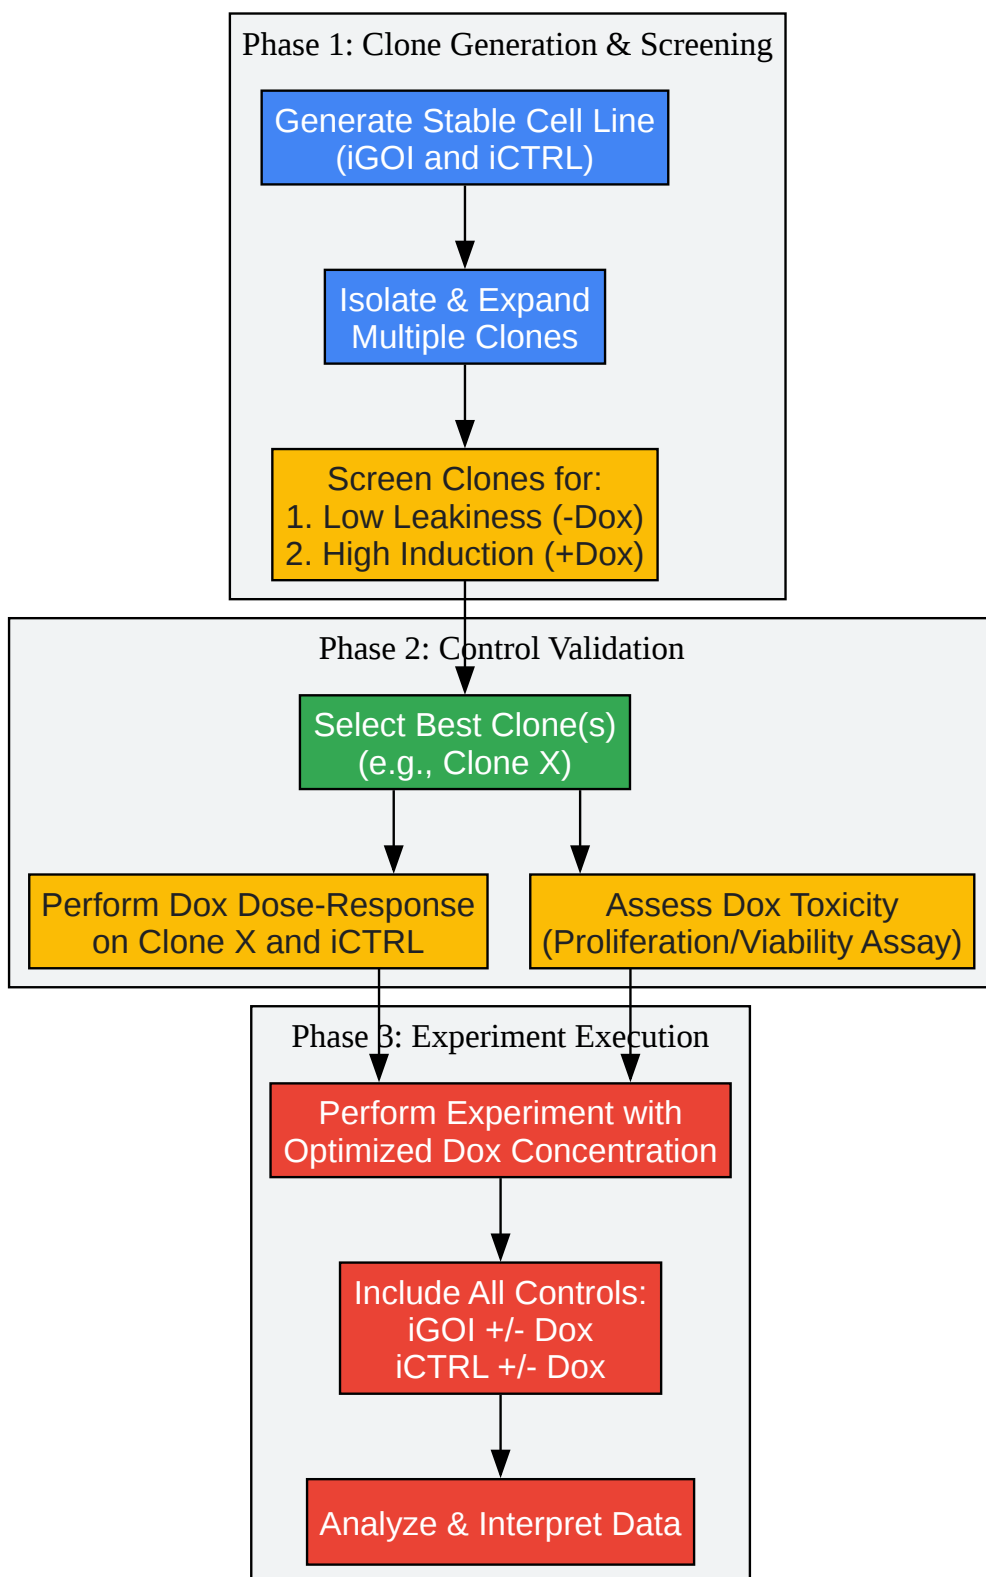 Phase 1: Clone Generation & Screening
Generate Stable Cell Line
(iGOI and iCTRL)
Isolate & Expand
Multiple Clones
Screen Clones for:
1. Low Leakiness (-Dox)
2. High Induction (+Dox)
Phase 2: Control Validation
Select Best Clone(s)
(e.g., Clone X)
Perform Dox Dose-Response
on Clone X and iCTRL
Assess Dox Toxicity
(Proliferation/Viability Assay)
Phase 3: Experiment Execution
Perform Experiment with
Optimized Dox Concentration
Include All Controls:
iGOI +/- Dox
iCTRL +/- Dox
Analyze & Interpret Data